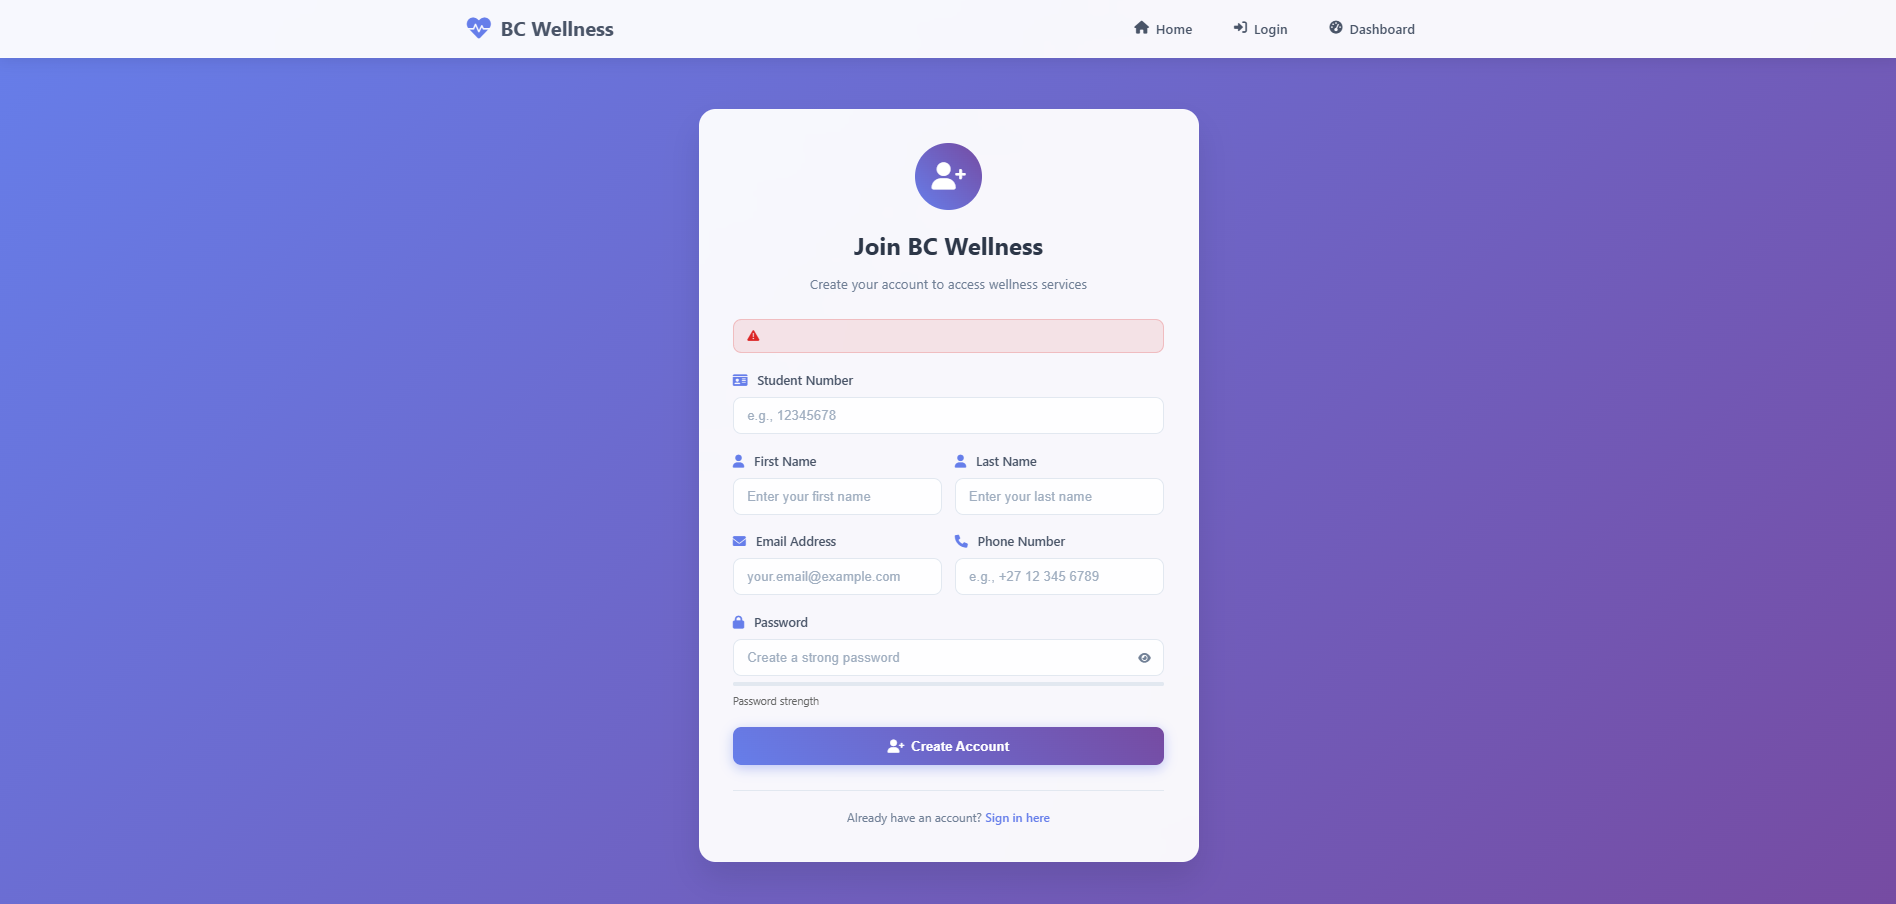 BC Wellness
Home
Login
Dashboard
Join BC Wellness
Create your account to access wellness services
Student Number
e.g., 12345678
First Name
Last Name
Enter your first name
Enter your last name
Email Address
Phone Number
your.email@example.com
e.g., +27 12 345 6789
Password
Create a strong password
Password strength
Create Account
Already have an account? Sign in here